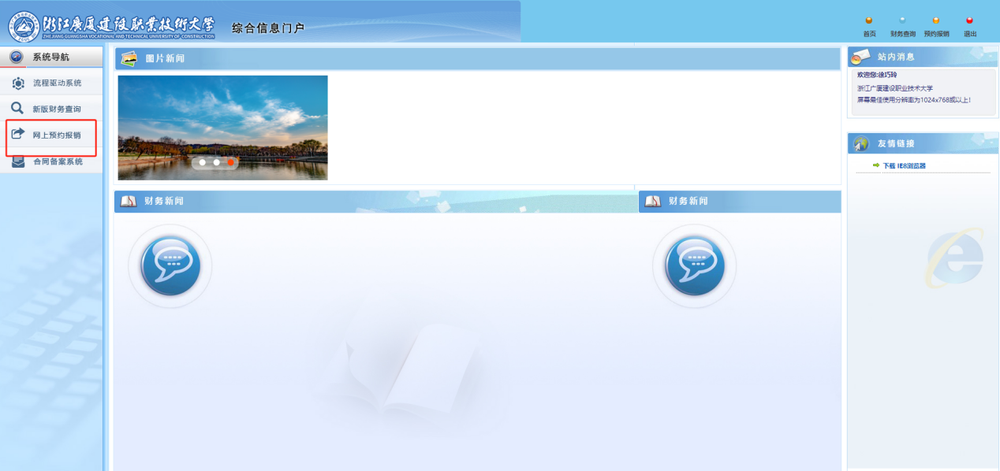 浙江广厦建设职业技术大学
ZHEJIANG GUANGSHA VOCATIONAL AND TECHNICAL UNIVERSITY OF CONSTRUCTION
综合信息门户
首页 财务查询 预约报销 退出
系统导航
流程驱动系统
新版财务查询
网上预约报销
合同备案系统
图片新闻
财务新闻
财务新闻
站内消息
欢迎您:徐巧玲
浙江广厦建设职业技术大学
屏幕最佳使用分辨率为1024x768或以上!
友情链接
下载 IE8浏览器